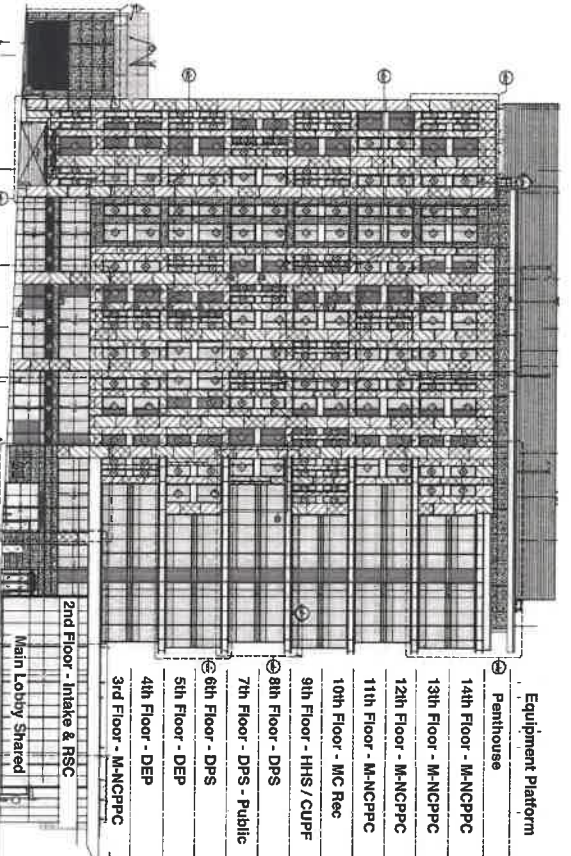 Equipment Platform
Penthouse
14th Floor - M-NCPPC
13th Floor - M-NCPPC
12th Floor - M-NCPPC
11th Floor - M-NCPPC
10th Floor - MC Rec
9th Floor - HHS / CUPF
8th Floor - DPS
7th Floor - DPS - Public
6th Floor - DPS
5th Floor - DEP
4th Floor - DEP
3rd Floor - M-NCPPC
2nd Floor - Intake & RSC
Main Lobby Shared